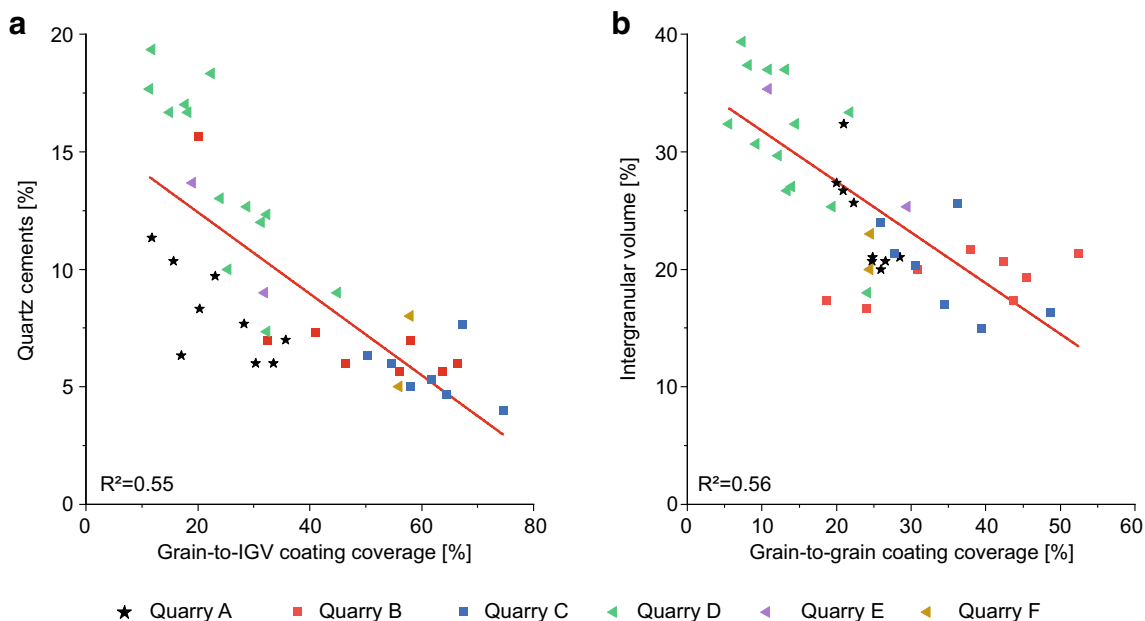 a
20
15
10
5
0
Quartz cements [%]
R²=0.55
0 20 40 60 80
Grain-to-IGV coating coverage [%]
b
40
30
20
10
0
Intergranular volume [%]
R²=0.56
0 10 20 30 40 50 60
Grain-to-grain coating coverage [%]
Quarry A Quarry B Quarry C Quarry D Quarry E Quarry F